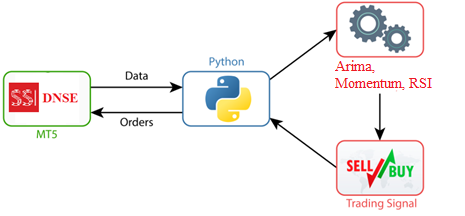 Python
Data
SSI DNSE
Orders
MT5
Arima,
Momentum, RSI
SELL BUY
Trading Signal